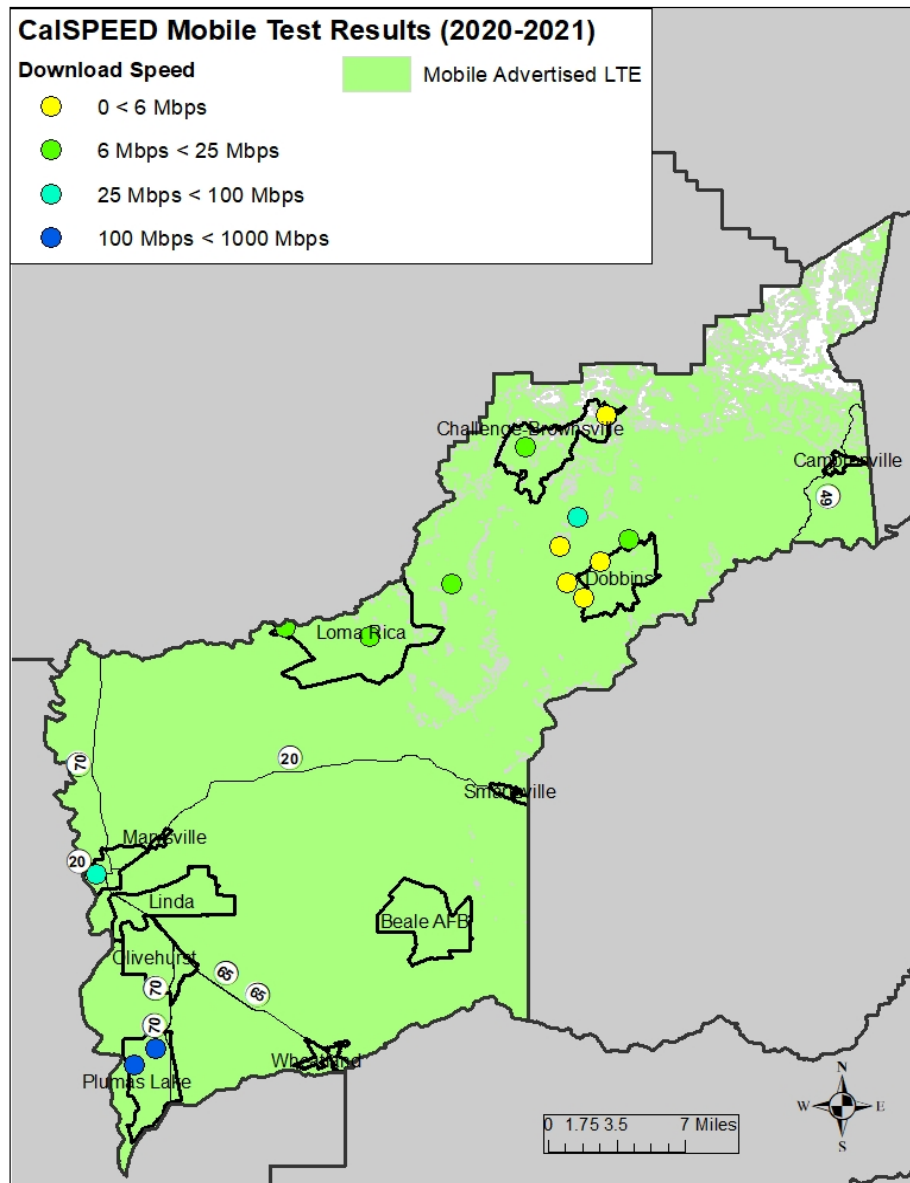 CalSPEED Mobile Test Results (2020-2021)
Download Speed
Mobile Advertised LTE
0 < 6 Mbps
6 Mbps < 25 Mbps
25 Mbps < 100 Mbps
100 Mbps < 1000 Mbps
Challenge-Brownsville
Camptonville
49
Dobbins
Loma Rica
70
20
Smartsville
Marysville
20
Linda
Beale AFB
Olivehurst
65
65
70
70
Wheatland
Plumas Lake
N
W E
S
0 1.75 3.5 7 Miles